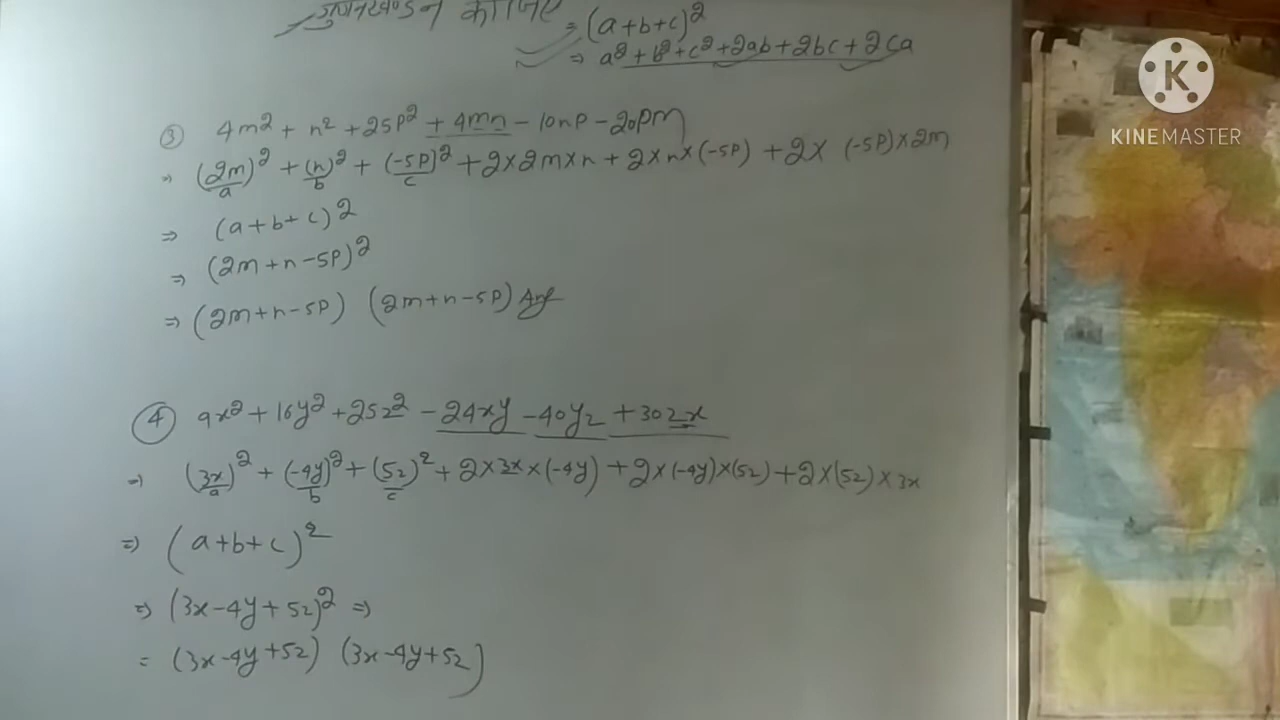 गुणनखण्डन कीजिए
⇒ (a+b+c)²
⇒ a²+b²+c²+2ab+2bc+2ca
③ 4m² + n² + 25p² + 4mn - 10np - 20pm
⇒ (2m)² + (n)² + (-5p)² + 2×2m×n + 2×n×(-5p) + 2× (-5p)×2m
a b c
⇒ (a+b+c)²
⇒ (2m+n-5p)²
⇒ (2m+n-5p) (2m+n-5p) Ans
④ 9x² + 16y² + 25z² - 24xy - 40yz + 30zx
⇒ (3x)² + (-4y)² + (5z)² + 2×3x×(-4y) + 2×(-4y)×(5z) + 2×(5z)×3x
a b c
⇒ (a+b+c)²
⇒ (3x-4y+5z)² ⇒
= (3x-4y+5z) (3x-4y+5z)
K
KINEMASTER